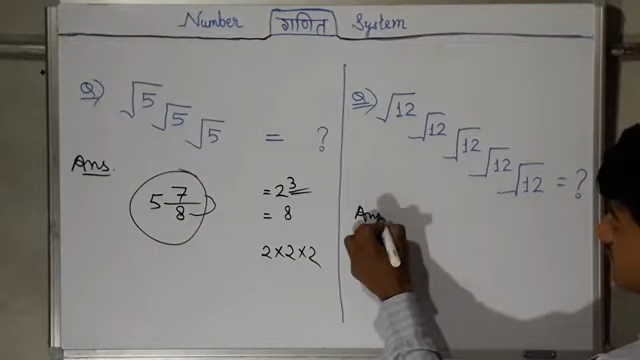 Number गणित System
Q) √5 √5 √5 = ?
Ans.
5 7/8
= 2³
= 8
2×2×2
Q) √12 √12 √12 √12 √12 = ?
Ans